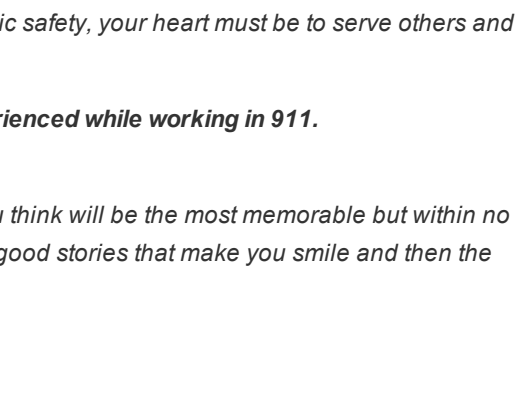 ic safety, your heart must be to serve others and
rienced while working in 911.
u think will be the most memorable but within no
good stories that make you smile and then the